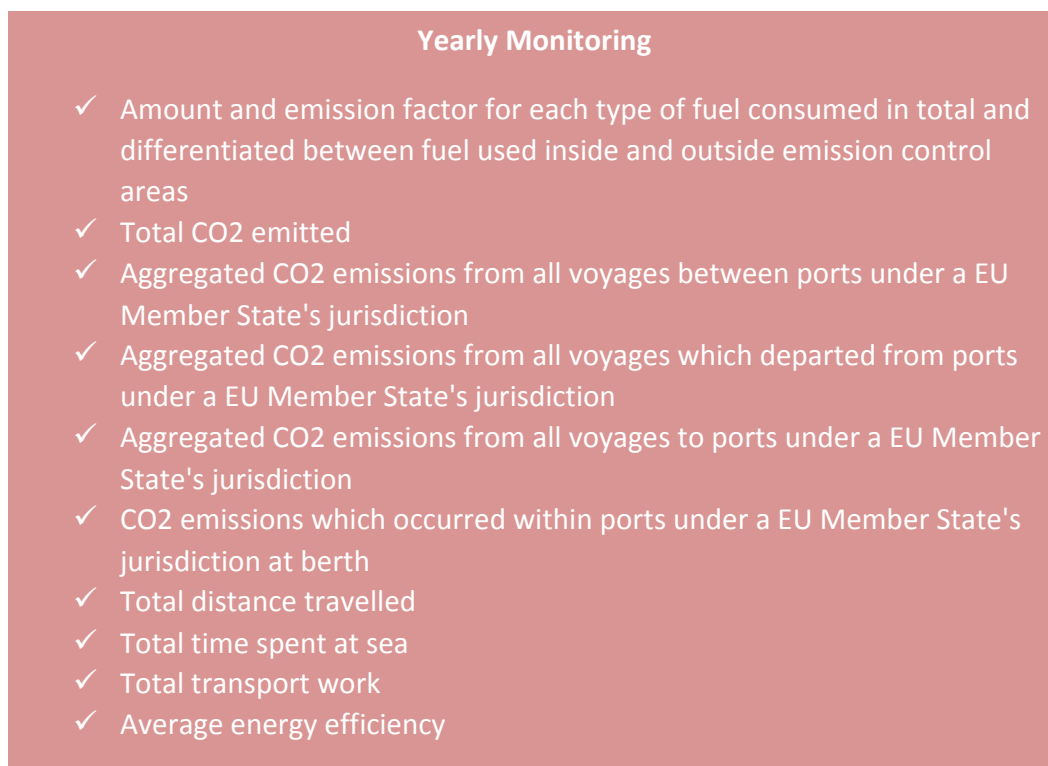 Yearly Monitoring
✓ Amount and emission factor for each type of fuel consumed in total and
differentiated between fuel used inside and outside emission control
areas
✓ Total CO2 emitted
✓ Aggregated CO2 emissions from all voyages between ports under a EU
Member State's jurisdiction
✓ Aggregated CO2 emissions from all voyages which departed from ports
under a EU Member State's jurisdiction
✓ Aggregated CO2 emissions from all voyages to ports under a EU Member
State's jurisdiction
✓ CO2 emissions which occurred within ports under a EU Member State's
jurisdiction at berth
✓ Total distance travelled
✓ Total time spent at sea
✓ Total transport work
✓ Average energy efficiency